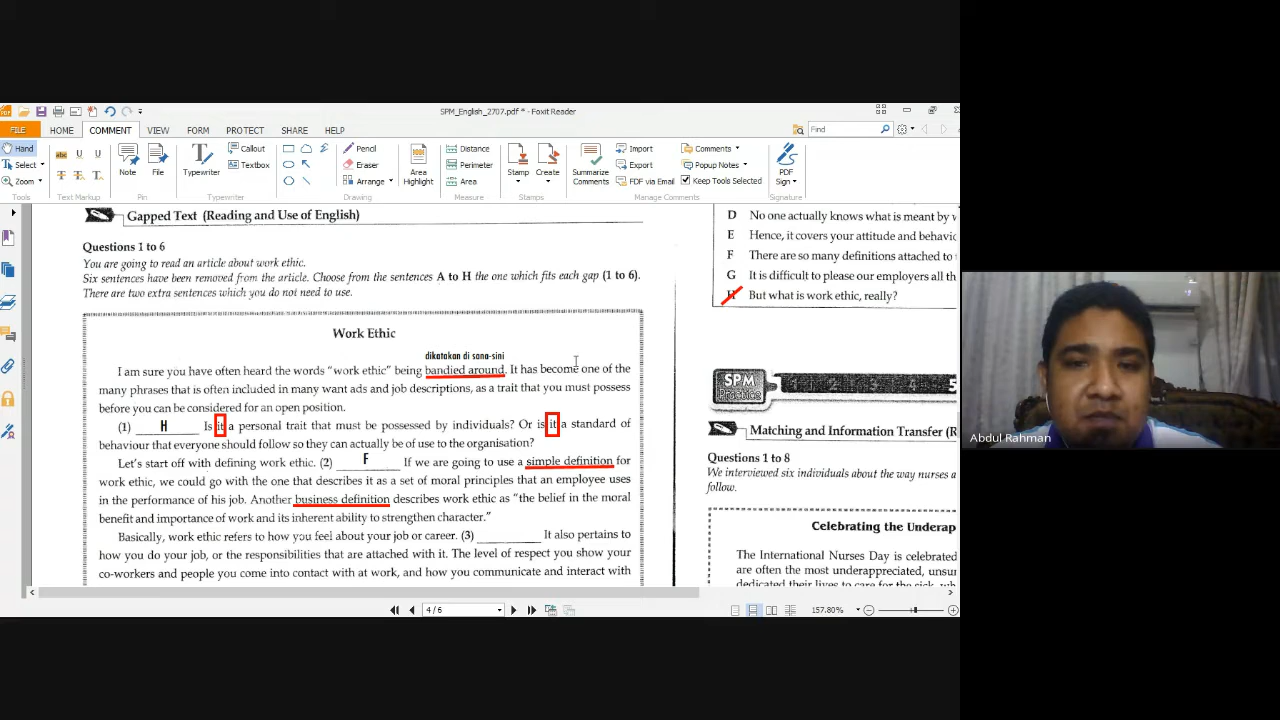 SPM_English_2707.pdf * - Foxit Reader
FILE HOME COMMENT VIEW FORM PROTECT SHARE HELP
Find
Hand
Select
Zoom
Note
File
Typewriter
Callout
Textbox
Pencil
Eraser
Arrange
Area Highlight
Distance
Perimeter
Area
Stamp
Create
Summarize Comments
Import
Export
FDF via Email
Comments
Popup Notes
Keep Tools Selected
PDF Sign
Tools Text Markup Pin Typewriter Drawing Measure Stamps Manage Comments Signature
Gapped Text (Reading and Use of English)
Questions 1 to 6
You are going to read an article about work ethic.
Six sentences have been removed from the article. Choose from the sentences A to H the one which fits each gap (1 to 6).
There are two extra sentences which you do not need to use.
Work Ethic
dikatakan di sana-sini
I am sure you have often heard the words "work ethic" being bandied around. It has become one of the
many phrases that is often included in many want ads and job descriptions, as a trait that you must possess
before you can be considered for an open position.
(1) H Is it a personal trait that must be possessed by individuals? Or is it a standard of
behaviour that everyone should follow so they can actually be of use to the organisation?
Let's start off with defining work ethic. (2) F If we are going to use a simple definition for
work ethic, we could go with the one that describes it as a set of moral principles that an employee uses
in the performance of his job. Another business definition describes work ethic as "the belief in the moral
benefit and importance of work and its inherent ability to strengthen character."
Basically, work ethic refers to how you feel about your job or career. (3) It also pertains to
how you do your job, or the responsibilities that are attached with it. The level of respect you show your
co-workers and people you come into contact with at work, and how you communicate and interact with
D No one actually knows what is meant by
E Hence, it covers your attitude and
F There are so many definitions attached to
G It is difficult to please our employers all
H But what is work ethic, really?
SPM Practice 1 2 3 4 5
Matching and Information Transfer
Questions 1 to 8
We interviewed six individuals about the way nurses
follow.
Celebrating the
The International Nurses Day is celebrated
are often the most underappreciated,
dedicated their lives to care for the sick,
4 / 6
157.80%
Abdul Rahman